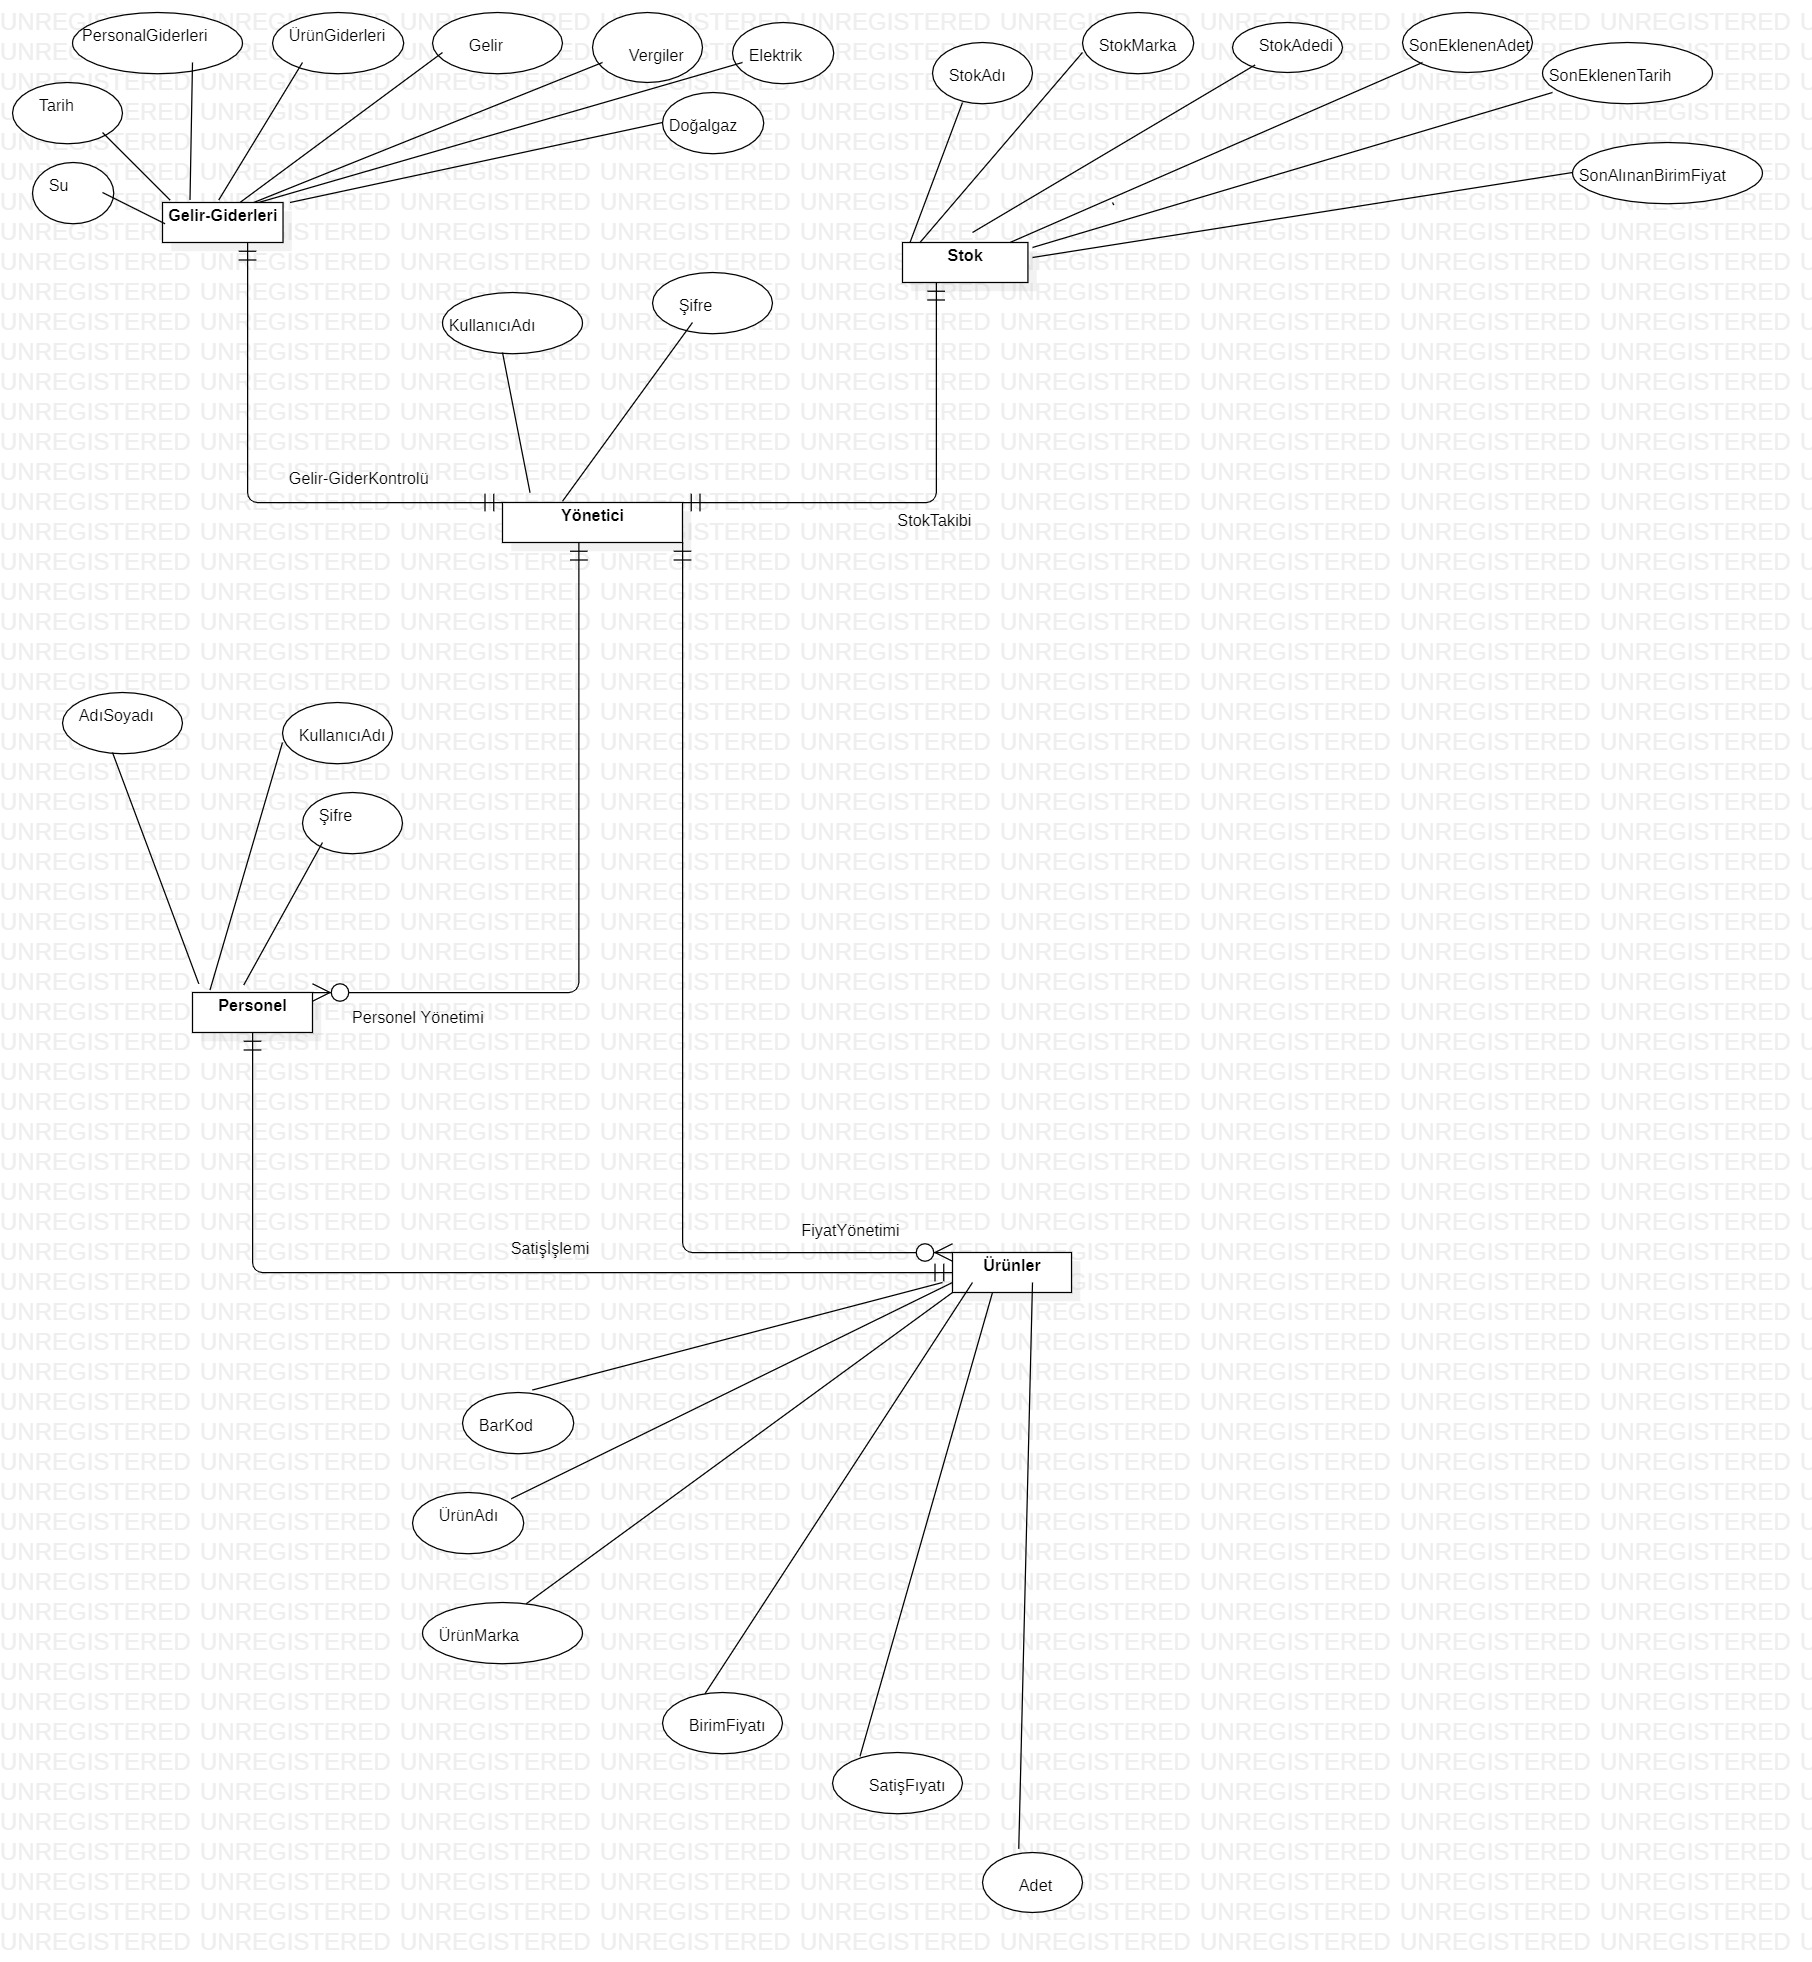 PersonalGiderleri
ÜrünGiderleri
Gelir
Vergiler
Elektrik
Doğalgaz
Tarih
Su
Gelir-Giderleri
StokAdı
StokMarka
StokAdedi
SonEklenenAdet
SonEklenenTarih
SonAlınanBirimFiyat
Stok
KullanıcıAdı
Şifre
Gelir-GiderKontrolü
Yönetici
StokTakibi
AdıSoyadı
KullanıcıAdı
Şifre
Personel
Personel Yönetimi
FiyatYönetimi
Satişİşlemi
Ürünler
BarKod
ÜrünAdı
ÜrünMarka
BirimFiyatı
SatişFıyatı
Adet
UNREGISTERED